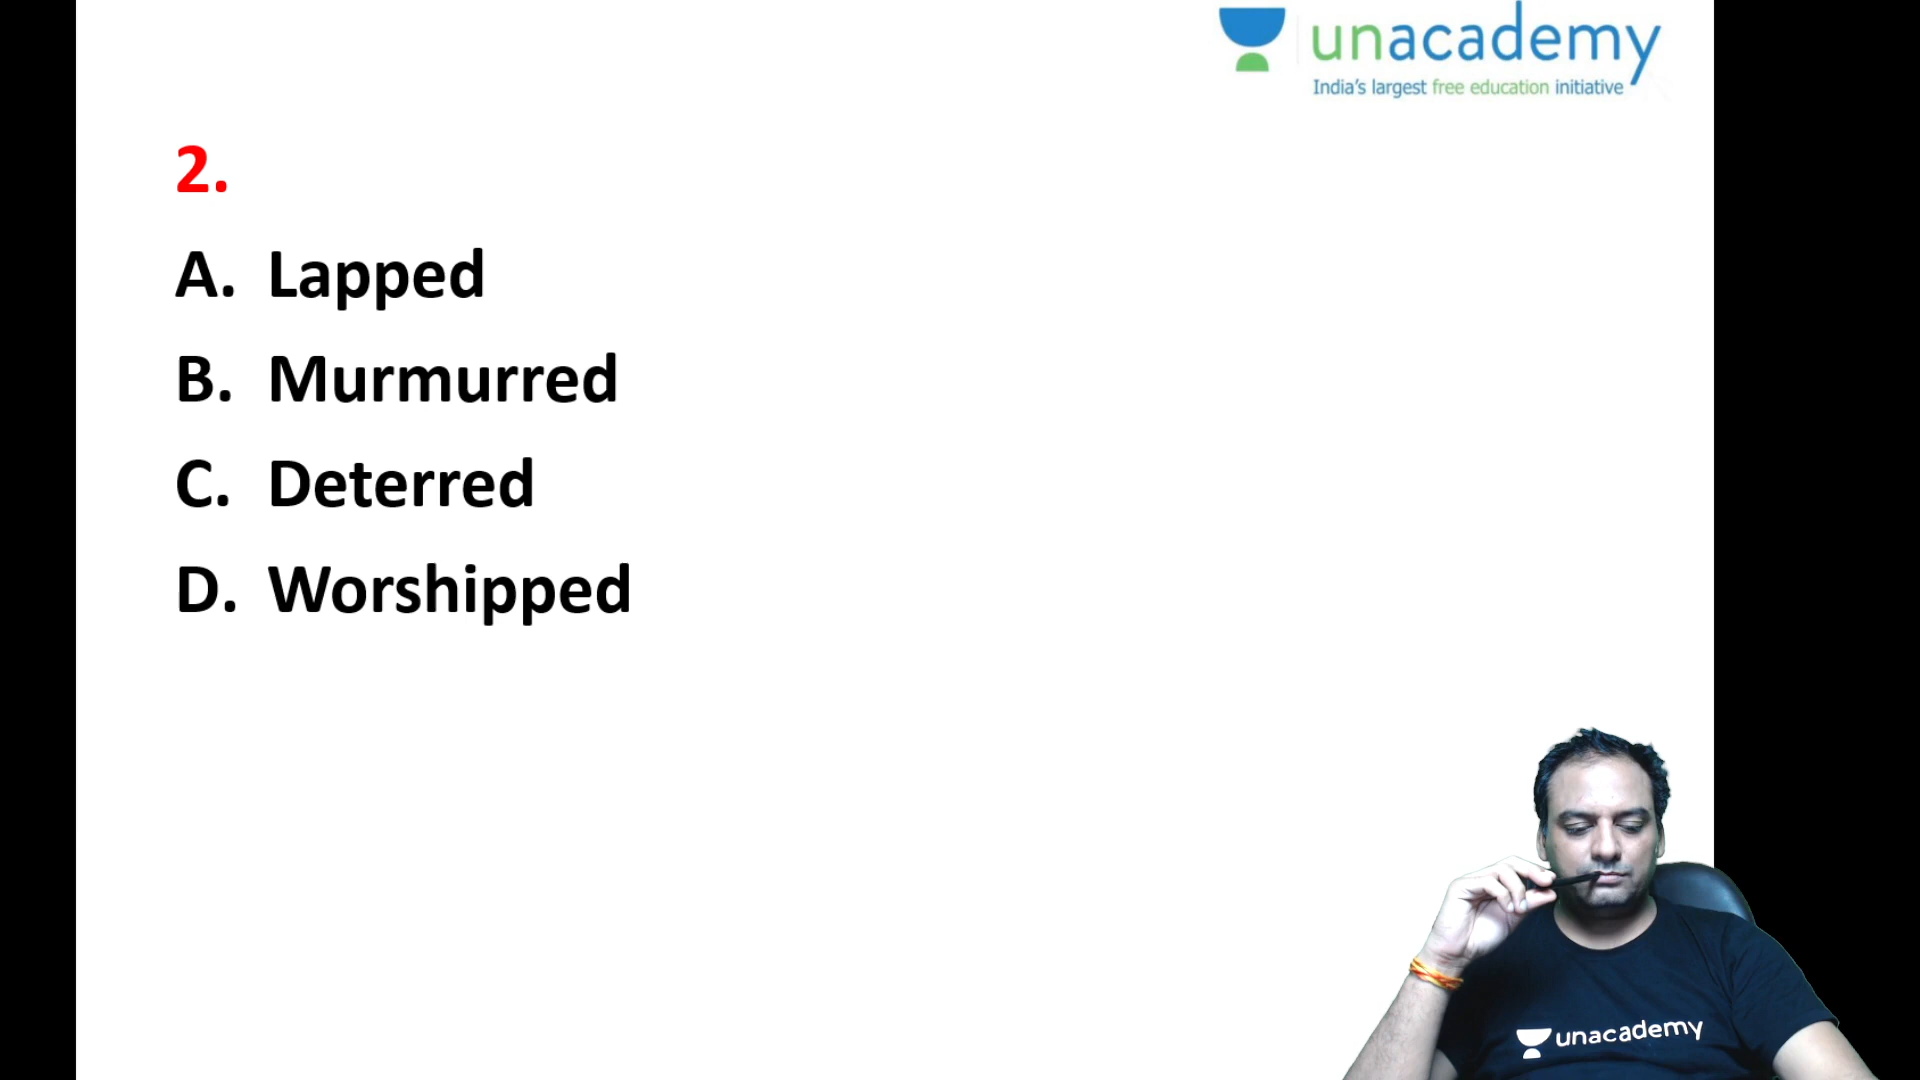 unacademy
India's largest free education initiative
2.
A. Lapped
B. Murmurred
C. Deterred
D. Worshipped
unacademy